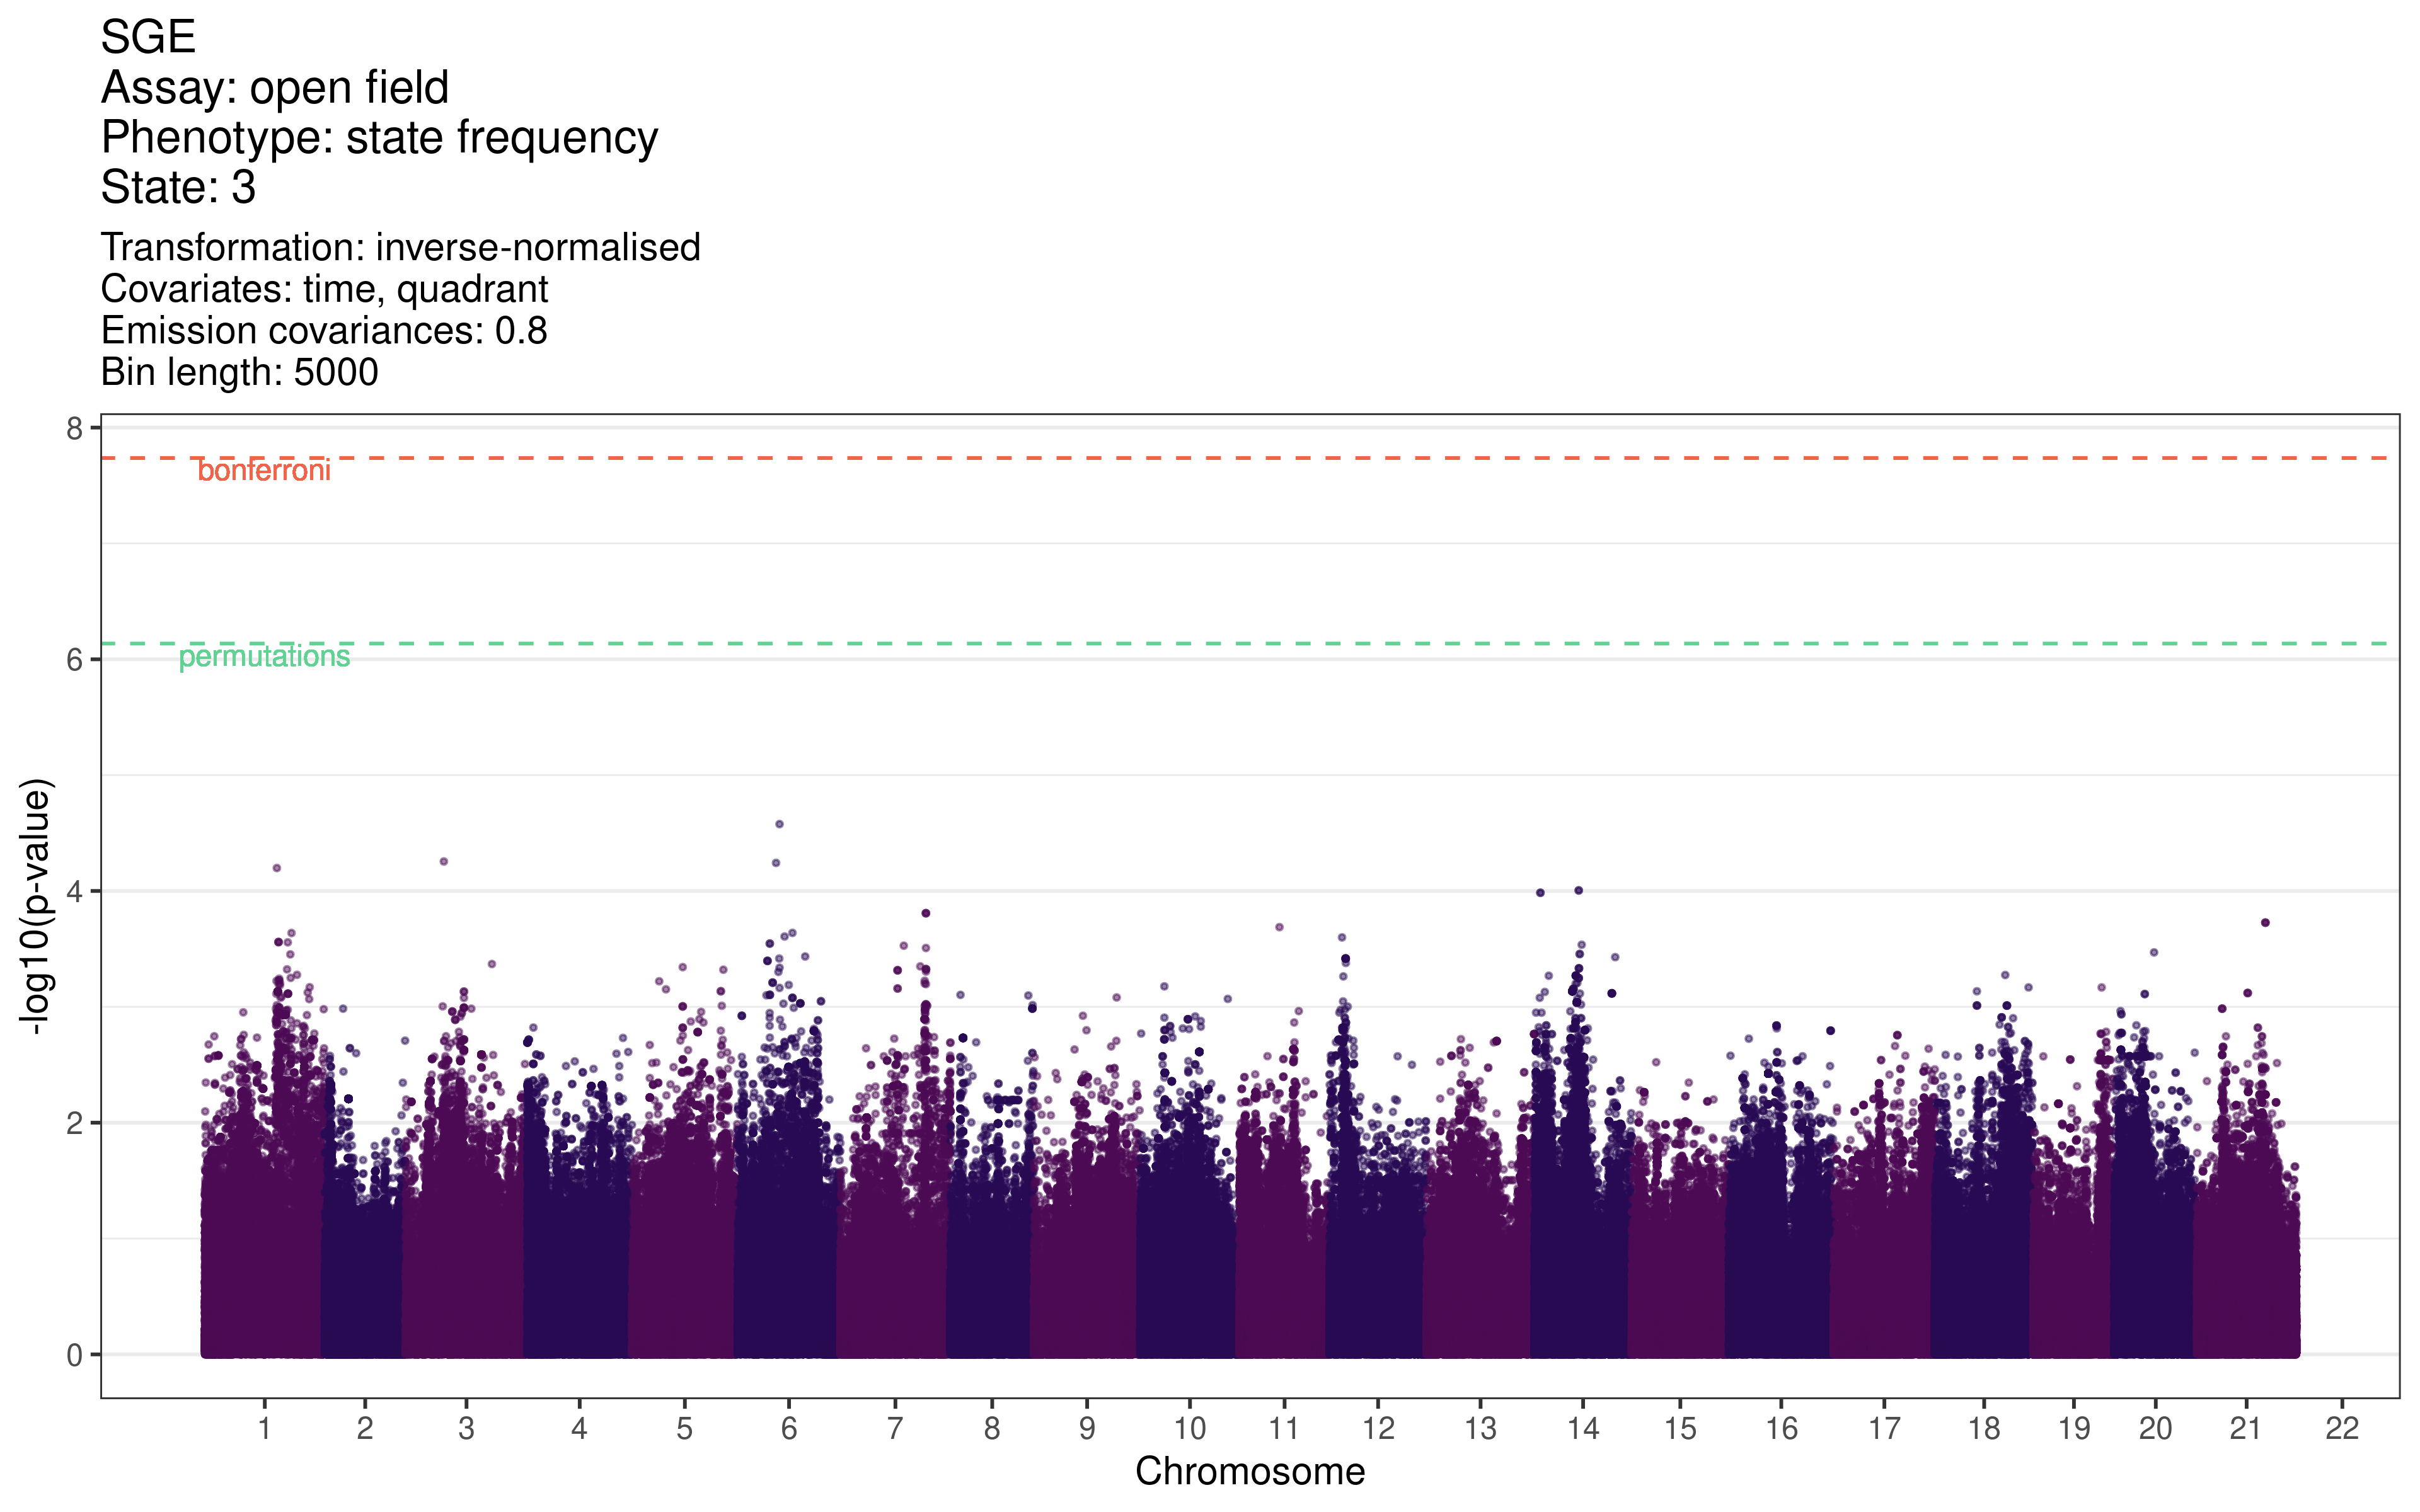 SGE
Assay: open field
Phenotype: state frequency
State: 3
Transformation: inverse-normalised
Covariates: time, quadrant
Emission covariances: 0.8
Bin length: 5000
8
bonferroni
permutations
6
4
2
0
-log10(p-value)
1 2 3 4 5 6 7 8 9 10 11 12 13 14 15 16 17 18 19 20 21 22
Chromosome